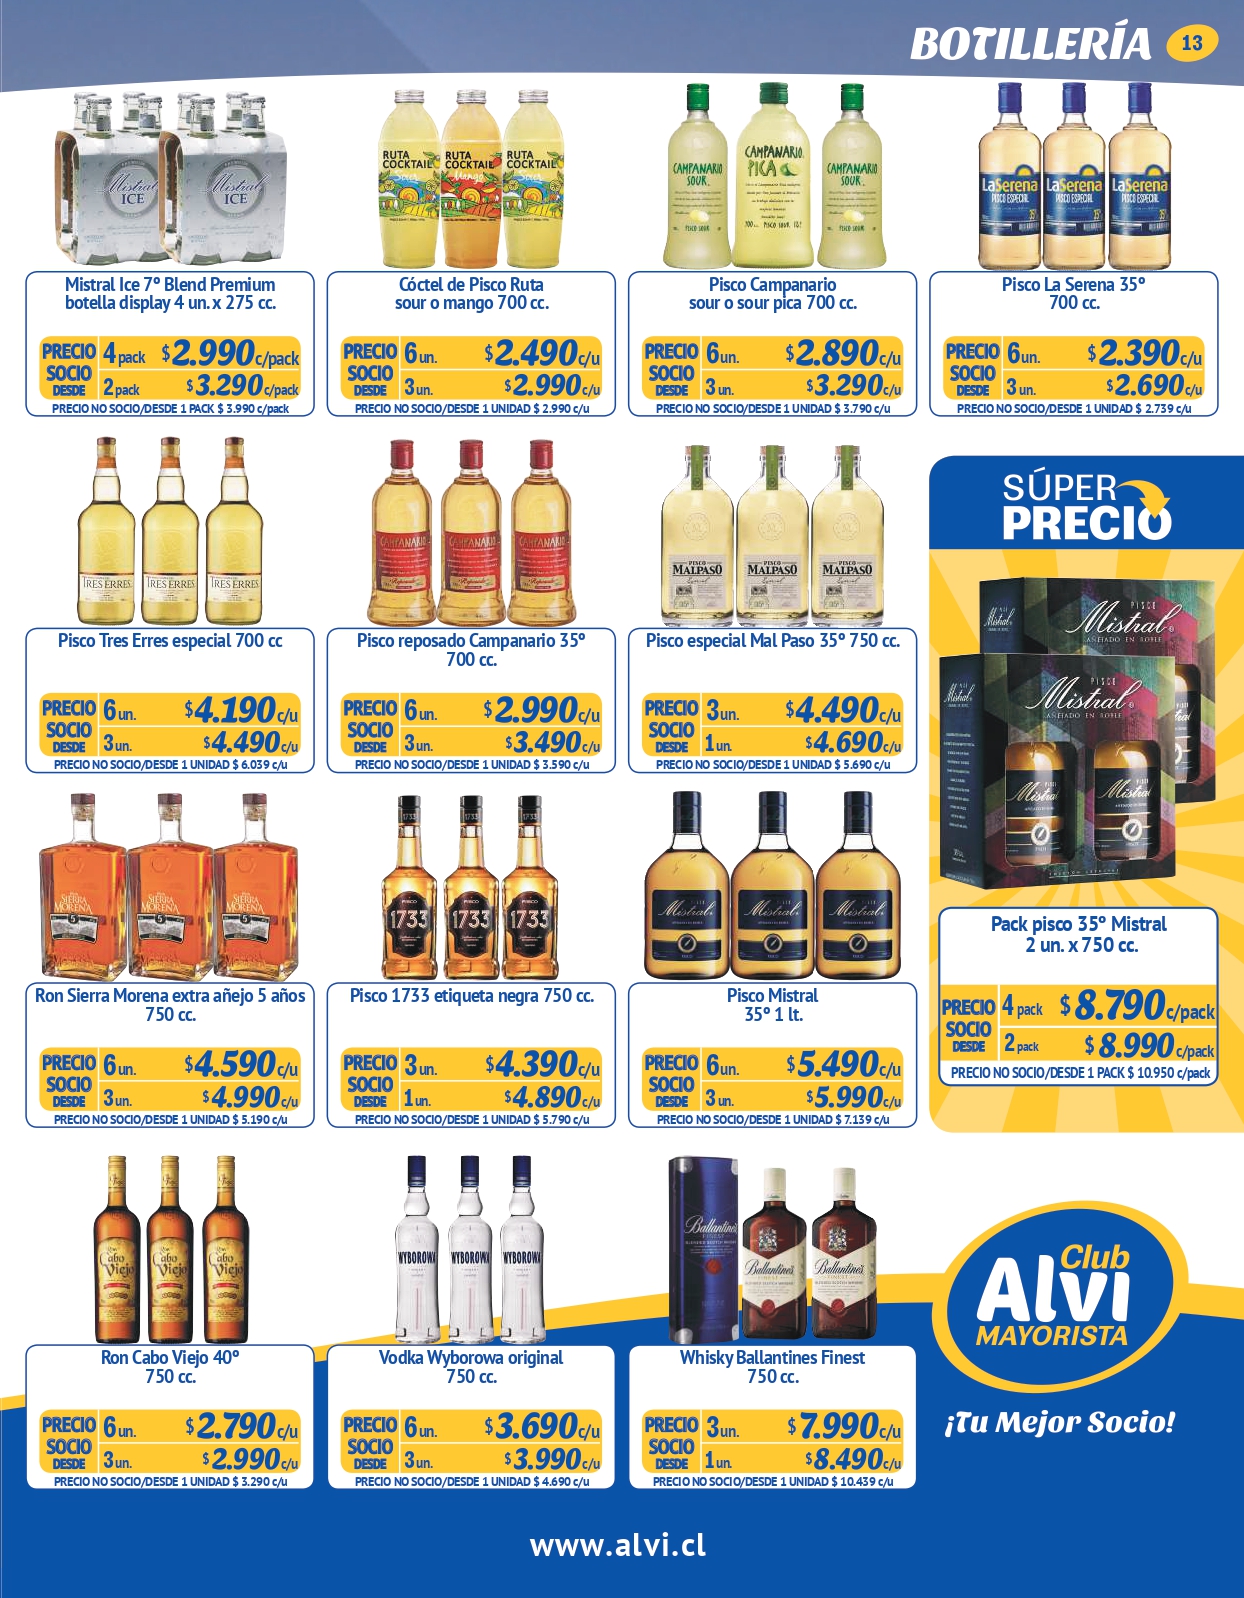 BOTILLERÍA
13
Mistral Ice 7º Blend Premium
botella display 4 un. x 275 cc.
PRECIO SOCIO DESDE
4 pack $2.990 c/pack
2 pack $3.290 c/pack
PRECIO NO SOCIO/DESDE 1 PACK $ 3.990 c/pack
Cóctel de Pisco Ruta
sour o mango 700 cc.
PRECIO SOCIO DESDE
6 un. $2.490 c/u
3 un. $2.990 c/u
PRECIO NO SOCIO/DESDE 1 UNIDAD $ 2.990 c/u
Pisco Campanario
sour o sour pica 700 cc.
PRECIO SOCIO DESDE
6 un. $2.890 c/u
3 un. $3.290 c/u
PRECIO NO SOCIO/DESDE 1 UNIDAD $ 3.790 c/u
Pisco La Serena 35º
700 cc.
PRECIO SOCIO DESDE
6 un. $2.390 c/u
3 un. $2.690 c/u
PRECIO NO SOCIO/DESDE 1 UNIDAD $ 2.739 c/u
Pisco Tres Erres especial 700 cc
PRECIO SOCIO DESDE
6 un. $4.190 c/u
3 un. $4.490 c/u
PRECIO NO SOCIO/DESDE 1 UNIDAD $ 6.039 c/u
Pisco reposado Campanario 35º
700 cc.
PRECIO SOCIO DESDE
6 un. $2.990 c/u
3 un. $3.490 c/u
PRECIO NO SOCIO/DESDE 1 UNIDAD $ 3.590 c/u
Pisco especial Mal Paso 35º 750 cc.
PRECIO SOCIO DESDE
3 un. $4.490 c/u
1 un. $4.690 c/u
PRECIO NO SOCIO/DESDE 1 UNIDAD $ 5.690 c/u
SÚPER
PRECIO
PISCO
Mistral
AÑEJADO EN ROBLE
Pack pisco 35º Mistral
2 un. x 750 cc.
PRECIO SOCIO DESDE
4 pack $8.790 c/pack
2 pack $8.990 c/pack
PRECIO NO SOCIO/DESDE 1 PACK $ 10.950 c/pack
Ron Sierra Morena extra añejo 5 años
750 cc.
PRECIO SOCIO DESDE
6 un. $4.590 c/u
3 un. $4.990 c/u
PRECIO NO SOCIO/DESDE 1 UNIDAD $ 5.190 c/u
Pisco 1733 etiqueta negra 750 cc.
PRECIO SOCIO DESDE
3 un. $4.390 c/u
1 un. $4.890 c/u
PRECIO NO SOCIO/DESDE 1 UNIDAD $ 5.790 c/u
Pisco Mistral
35º 1 lt.
PRECIO SOCIO DESDE
6 un. $5.490 c/u
3 un. $5.990 c/u
PRECIO NO SOCIO/DESDE 1 UNIDAD $ 7.139 c/u
Ron Cabo Viejo 40º
750 cc.
PRECIO SOCIO DESDE
6 un. $2.790 c/u
3 un. $2.990 c/u
PRECIO NO SOCIO/DESDE 1 UNIDAD $ 3.290 c/u
Vodka Wyborowa original
750 cc.
PRECIO SOCIO DESDE
6 un. $3.690 c/u
3 un. $3.990 c/u
PRECIO NO SOCIO/DESDE 1 UNIDAD $ 4.690 c/u
Whisky Ballantines Finest
750 cc.
PRECIO SOCIO DESDE
3 un. $7.990 c/u
1 un. $8.490 c/u
PRECIO NO SOCIO/DESDE 1 UNIDAD $ 10.439 c/u
Club
Alvi
MAYORISTA
¡Tu Mejor Socio!
www.alvi.cl